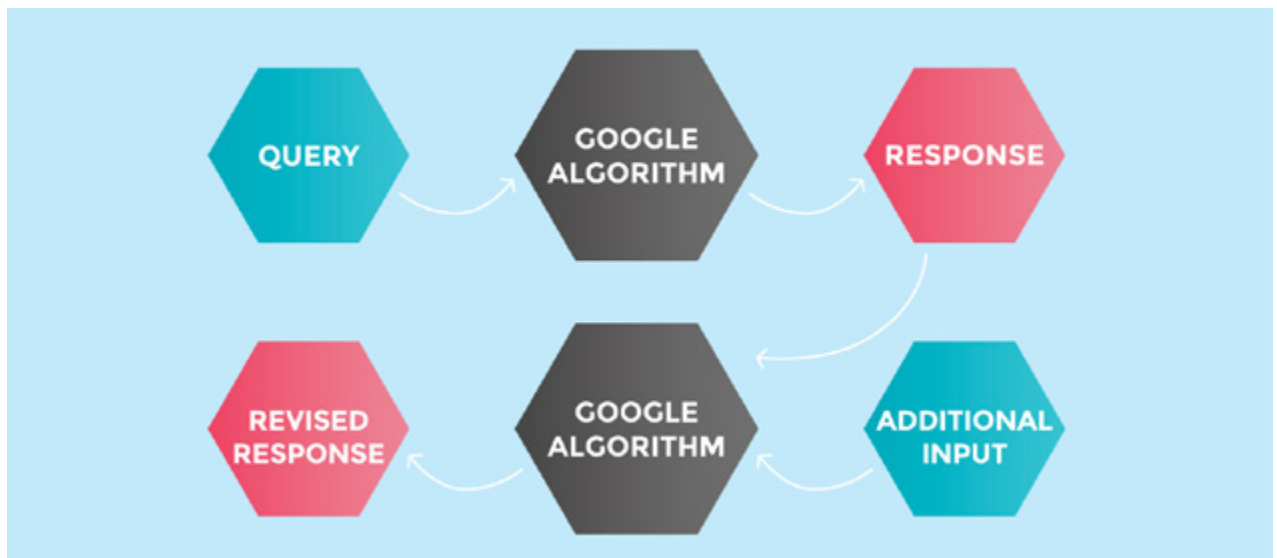 QUERY
GOOGLE
ALGORITHM
RESPONSE
REVISED
RESPONSE
GOOGLE
ALGORITHM
ADDITIONAL
INPUT